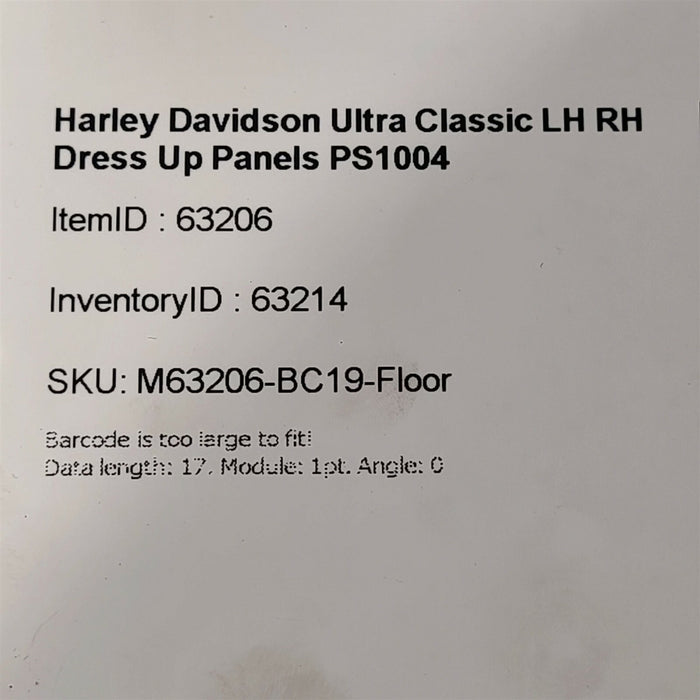 Harley Davidson Ultra Classic LH RH
Dress Up Panels PS1004
ItemID : 63206
InventoryID : 63214
SKU: M63206-BC19-Floor
Barcode is too large to fit!
Data length: 17. Module: 1pt. Angle: 0